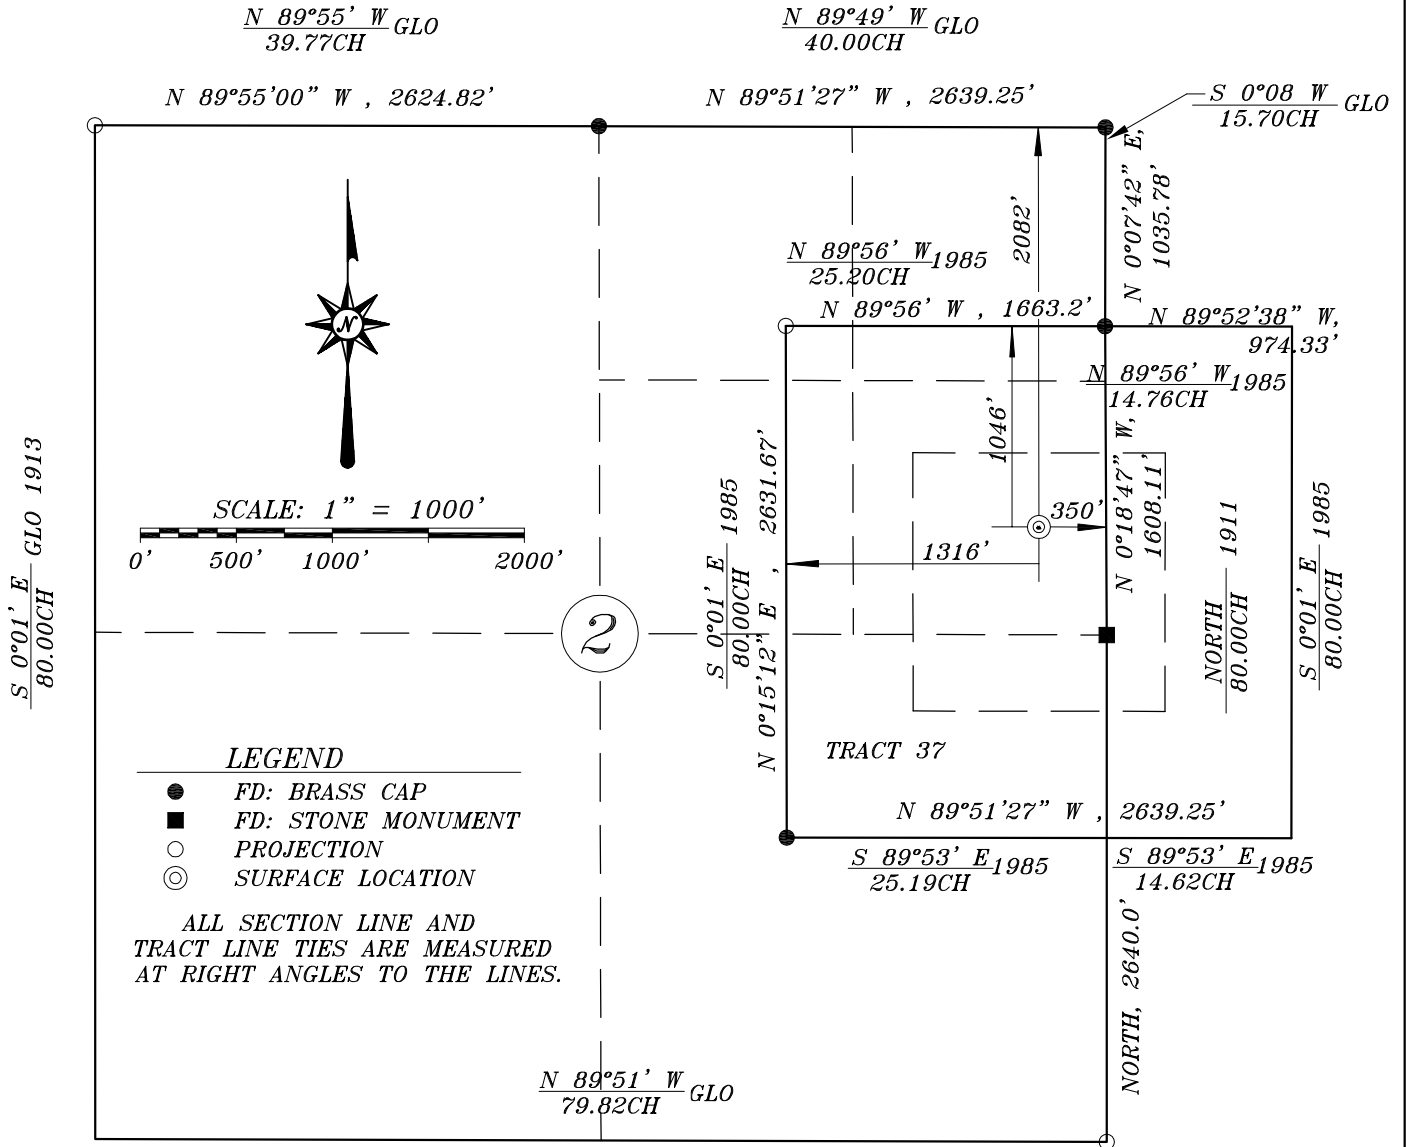 N 89°55' W GLO
39.77CH
N 89°49' W GLO
40.00CH
N 89°55'00" W , 2624.82'
N 89°51'27" W , 2639.25'
S 0°08 W GLO
15.70CH
N 0°07'42" E,
1035.78'
2082'
N 89°56' W 1985
25.20CH
N 89°56' W , 1663.2'
N 89°52'38" W,
974.33'
N 89°56' W 1985
14.76CH
N
SCALE: 1" = 1000'
0' 500' 1000' 2000'
S 0°01' E GLO 1913
80.00CH
1046'
350'
1316'
N 0°18'47" W,
1608.11'
S 0°01' E 1985
80.00CH
N 0°15'12" E , 2631.67'
NORTH 1911
80.00CH
S 0°01' E 1985
80.00CH
2
TRACT 37
LEGEND
FD: BRASS CAP
FD: STONE MONUMENT
PROJECTION
SURFACE LOCATION
ALL SECTION LINE AND
TRACT LINE TIES ARE MEASURED
AT RIGHT ANGLES TO THE LINES.
N 89°51'27" W , 2639.25'
S 89°53' E 1985
25.19CH
S 89°53' E 1985
14.62CH
NORTH, 2640.0'
N 89°51' W GLO
79.82CH